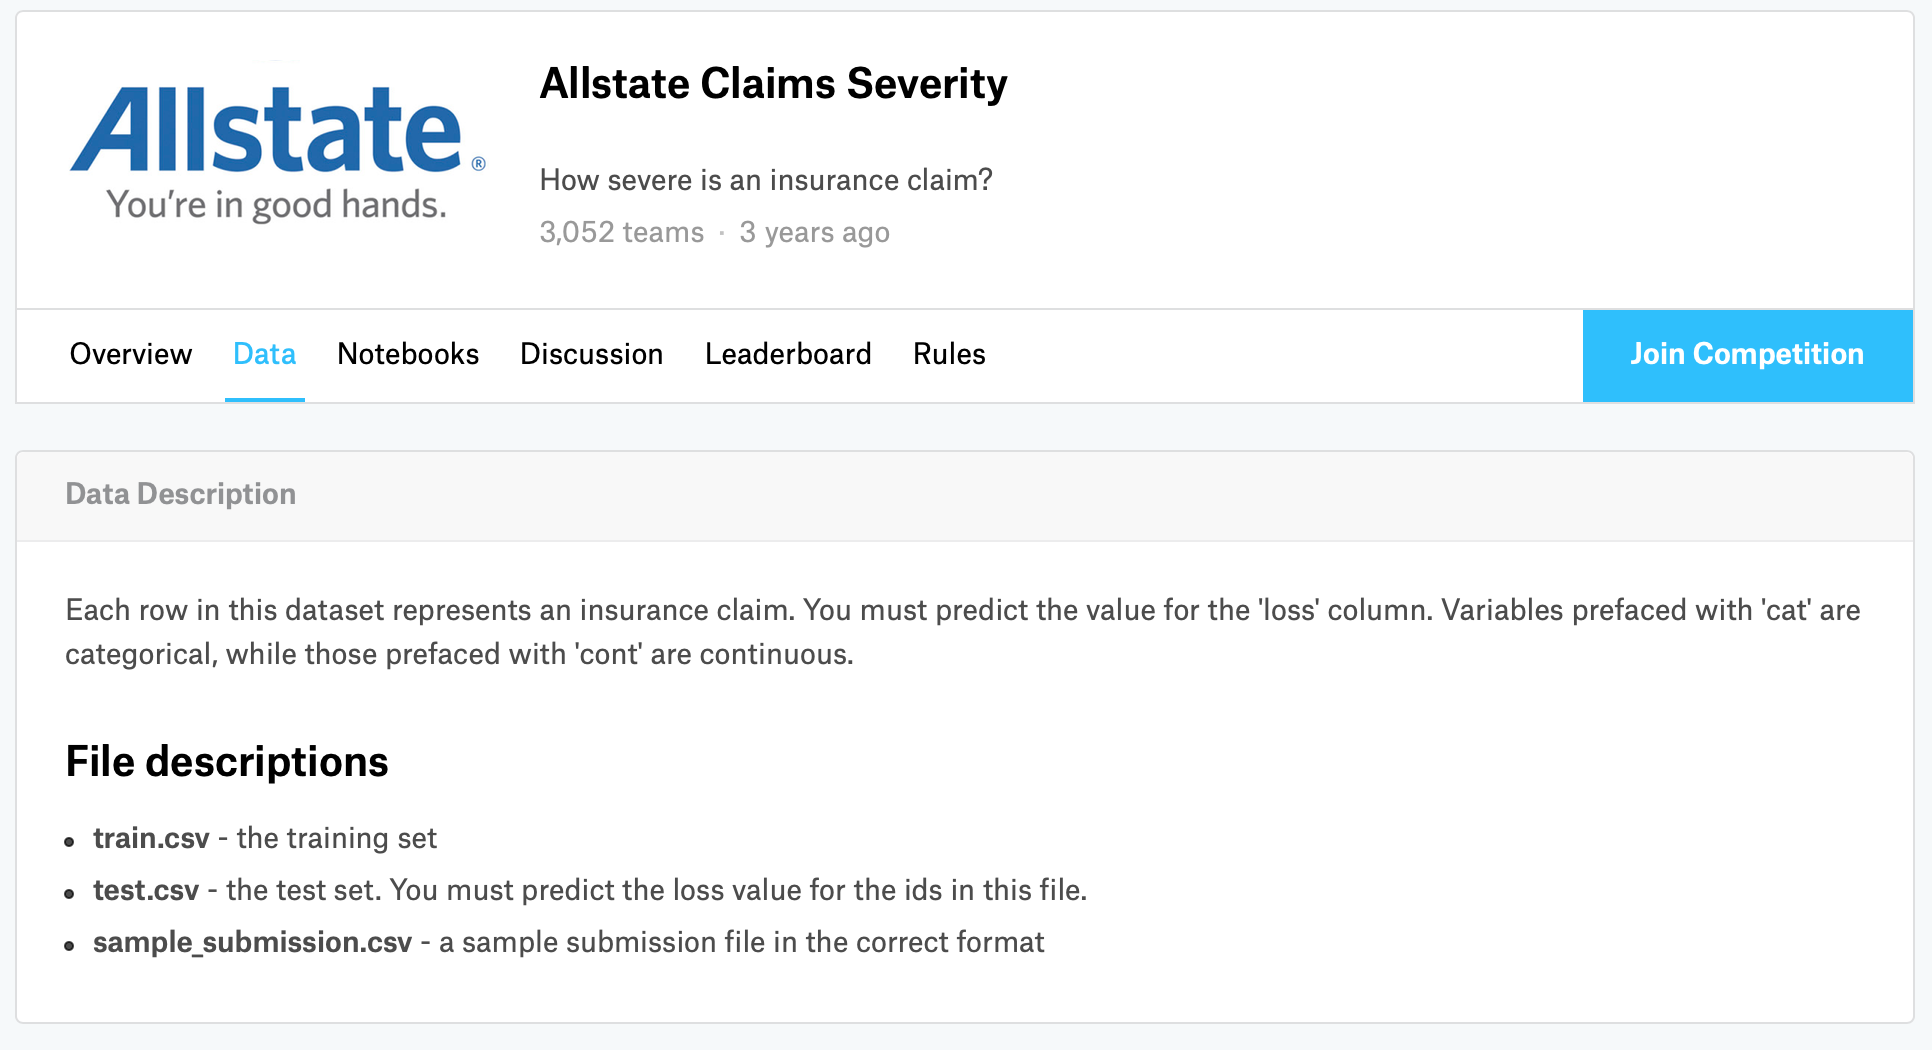 Allstate®
You're in good hands.
Allstate Claims Severity
How severe is an insurance claim?
3,052 teams · 3 years ago
Overview Data Notebooks Discussion Leaderboard Rules Join Competition
Data Description
Each row in this dataset represents an insurance claim. You must predict the value for the 'loss' column. Variables prefaced with 'cat' are
categorical, while those prefaced with 'cont' are continuous.
File descriptions
• train.csv - the training set
• test.csv - the test set. You must predict the loss value for the ids in this file.
• sample_submission.csv - a sample submission file in the correct format